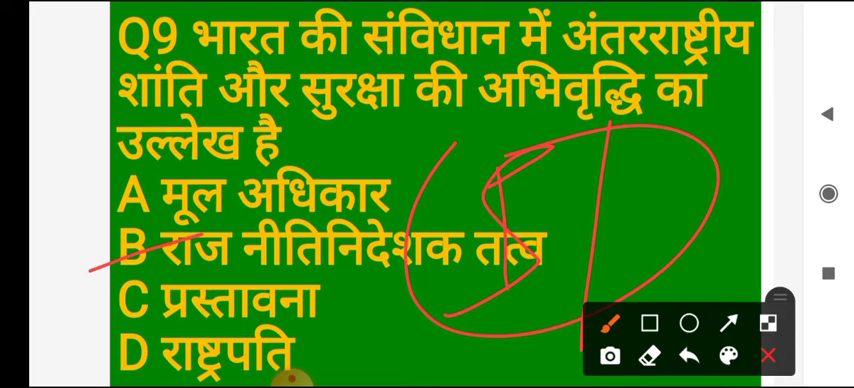 Q9 भारत की संविधान में अंतरराष्ट्रीय
शांति और सुरक्षा की अभिवृद्धि का
उल्लेख है
A मूल अधिकार
B राज नीतिनिदेशक तत्व
C प्रस्तावना
D राष्ट्रपति